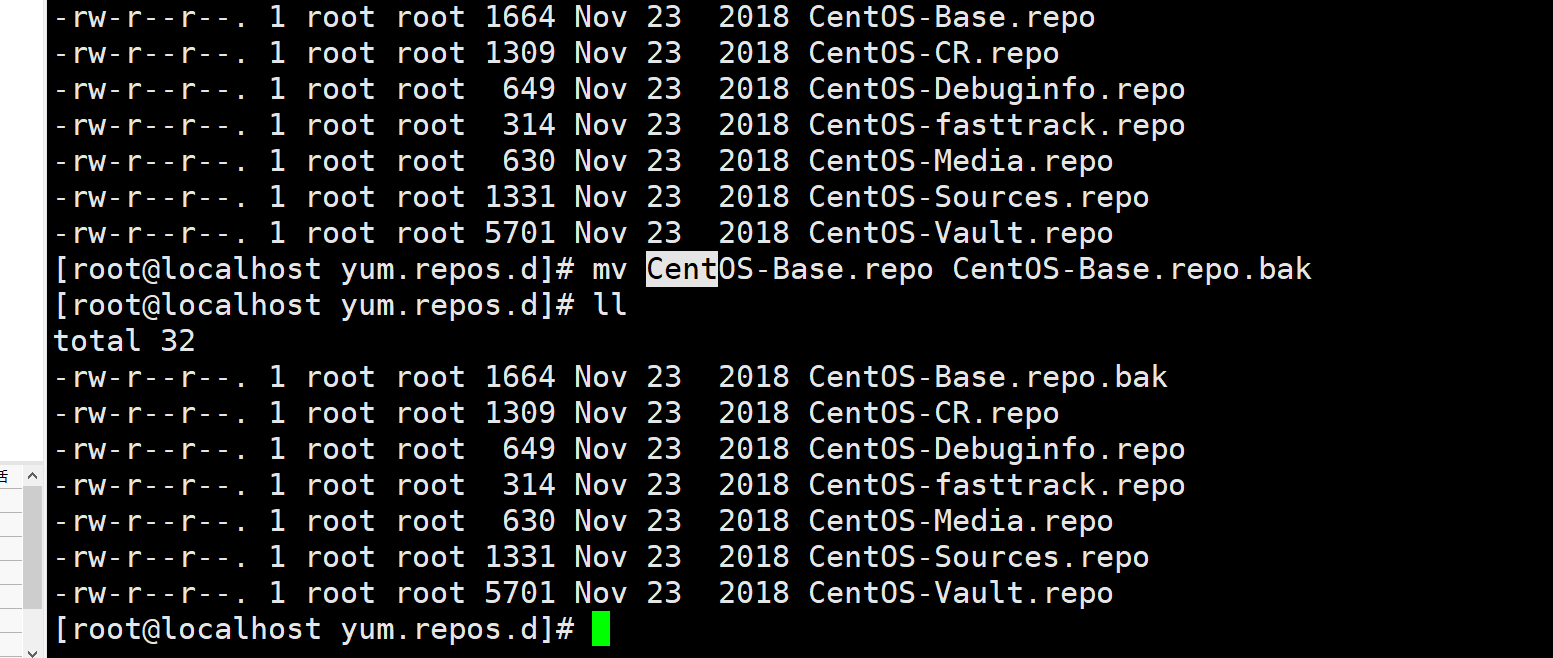 -rw-r--r--. 1 root root 1664 Nov 23  2018 CentOS-Base.repo
-rw-r--r--. 1 root root 1309 Nov 23  2018 CentOS-CR.repo
-rw-r--r--. 1 root root  649 Nov 23  2018 CentOS-Debuginfo.repo
-rw-r--r--. 1 root root  314 Nov 23  2018 CentOS-fasttrack.repo
-rw-r--r--. 1 root root  630 Nov 23  2018 CentOS-Media.repo
-rw-r--r--. 1 root root 1331 Nov 23  2018 CentOS-Sources.repo
-rw-r--r--. 1 root root 5701 Nov 23  2018 CentOS-Vault.repo
[root@localhost yum.repos.d]# mv CentOS-Base.repo CentOS-Base.repo.bak
[root@localhost yum.repos.d]# ll
total 32
-rw-r--r--. 1 root root 1664 Nov 23  2018 CentOS-Base.repo.bak
-rw-r--r--. 1 root root 1309 Nov 23  2018 CentOS-CR.repo
-rw-r--r--. 1 root root  649 Nov 23  2018 CentOS-Debuginfo.repo
-rw-r--r--. 1 root root  314 Nov 23  2018 CentOS-fasttrack.repo
-rw-r--r--. 1 root root  630 Nov 23  2018 CentOS-Media.repo
-rw-r--r--. 1 root root 1331 Nov 23  2018 CentOS-Sources.repo
-rw-r--r--. 1 root root 5701 Nov 23  2018 CentOS-Vault.repo
[root@localhost yum.repos.d]#